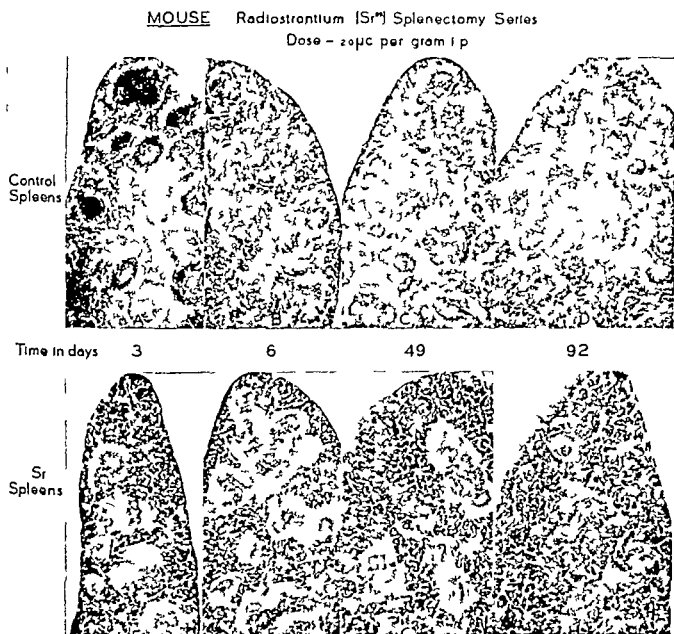 MOUSE Radiostrontium [Sr⁸⁹] Splenectomy Series
Dose – 20µc per gram i p
Control
Spleens
A B C D
Time in days 3 6 49 92
Sr
Spleens